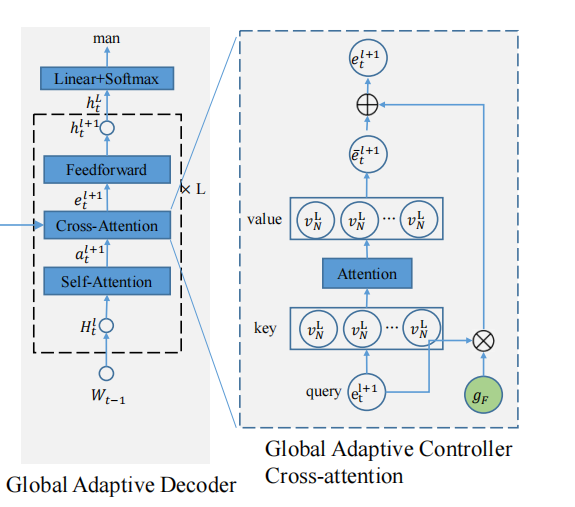 man
Linear+Softmax
h_t^L
h_t^{l+1}
Feedforward
× L
e_t^{l+1}
Cross-Attention
a_t^{l+1}
Self-Attention
H_t^l
W_{t-1}
Global Adaptive Decoder
e_t^{l+1}
ē_t^{l+1}
value v_N^L v_N^L ... v_N^L
Attention
key v_N^L v_N^L ... v_N^L
query e_t^{l+1}
g_F
Global Adaptive Controller
Cross-attention